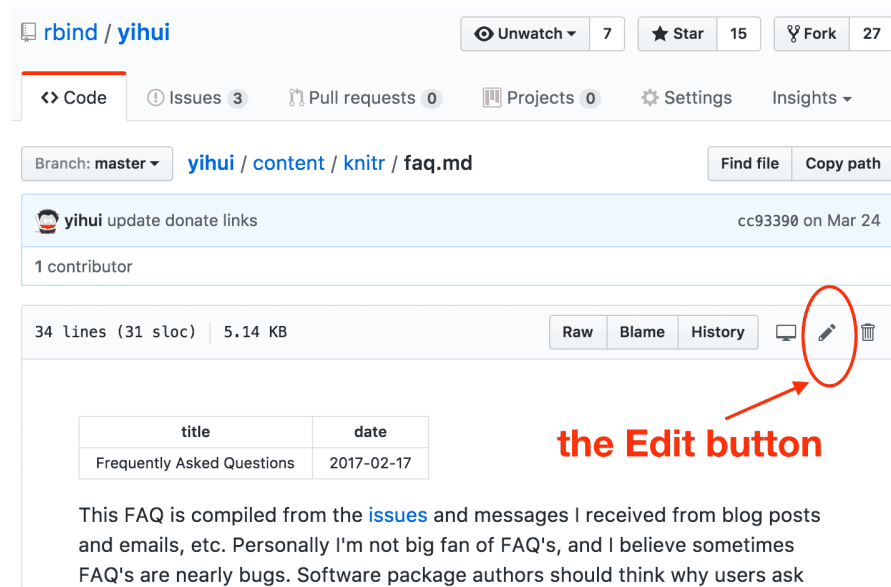 rbind / yihui Unwatch 7 Star 15 Fork 27
Code Issues 3 Pull requests 0 Projects 0 Settings Insights
Branch: master yihui / content / knitr / faq.md Find file Copy path
yihui update donate links cc93390 on Mar 24
1 contributor
34 lines (31 sloc) 5.14 KB Raw Blame History
title date
the Edit button
Frequently Asked Questions 2017-02-17
This FAQ is compiled from the issues and messages I received from blog posts
and emails, etc. Personally I'm not big fan of FAQ's, and I believe sometimes
FAQ's are nearly bugs. Software package authors should think why users ask